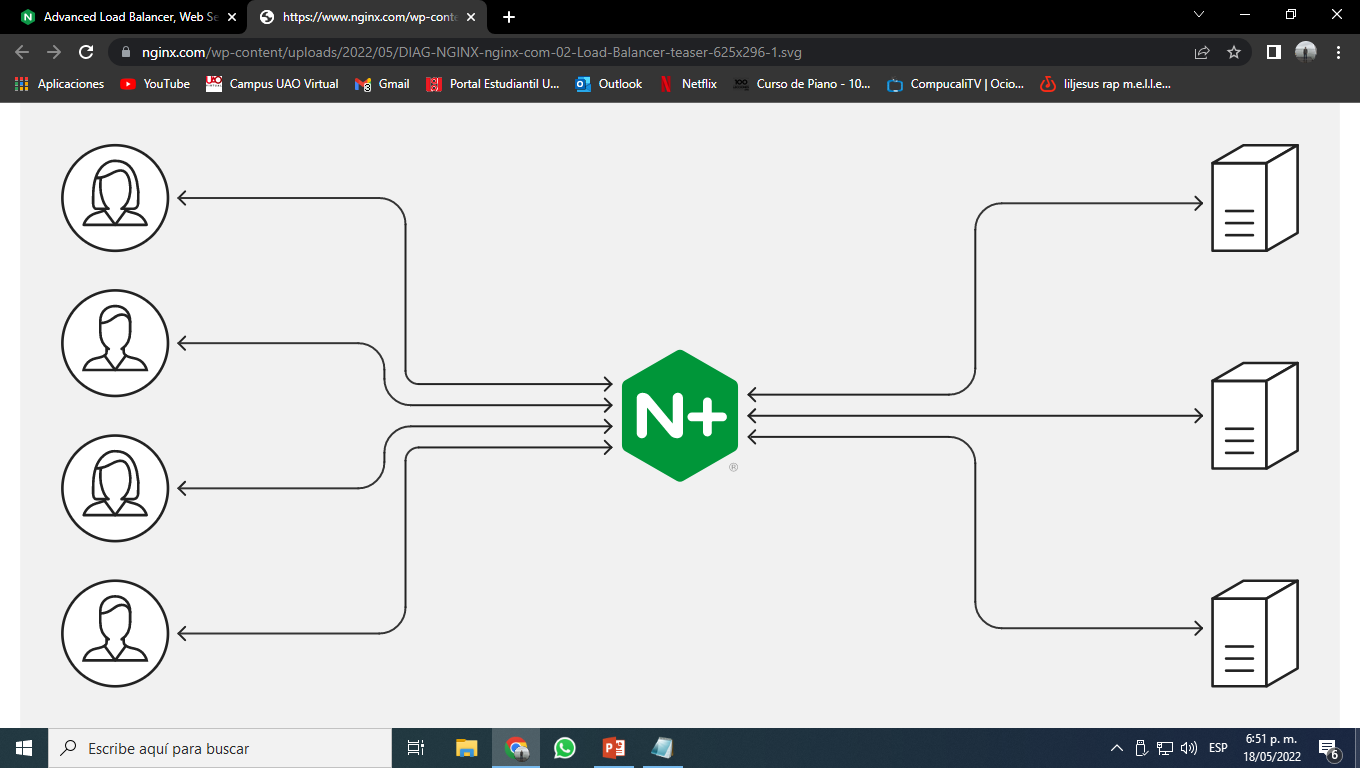 Advanced Load Balancer, Web Se
https://www.nginx.com/wp-conte
nginx.com/wp-content/uploads/2022/05/DIAG-NGINX-nginx-com-02-Load-Balancer-teaser-625x296-1.svg
Aplicaciones
YouTube
Campus UAO Virtual
Gmail
Portal Estudiantil U...
Outlook
Netflix
Curso de Piano - 10...
CompucaliTV | Ocio...
liljesus rap m.e.l.l.e...
N+
®
Escribe aquí para buscar
ESP
6:51 p. m.
18/05/2022
6